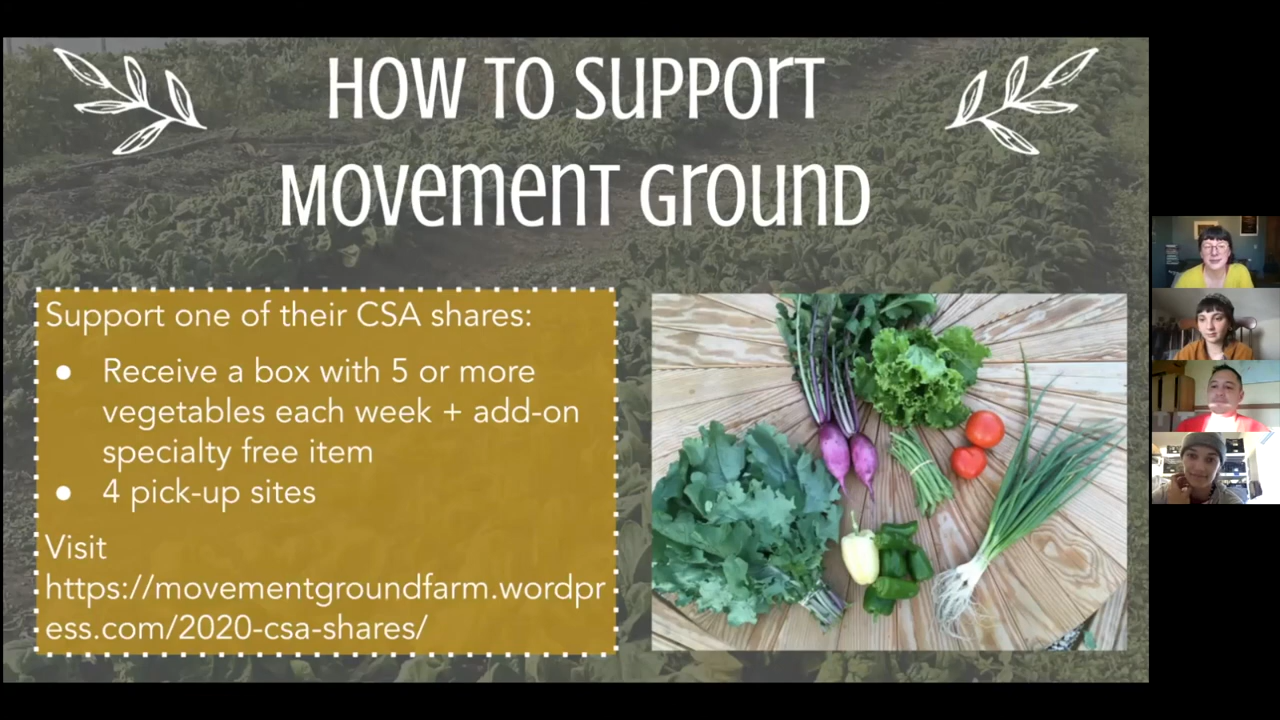 HOW TO SUPPORT
MOVEMENT GROUND
Support one of their CSA shares:
● Receive a box with 5 or more
vegetables each week + add-on
specialty free item
● 4 pick-up sites
Visit
https://movementgroundfarm.wordpr
ess.com/2020-csa-shares/